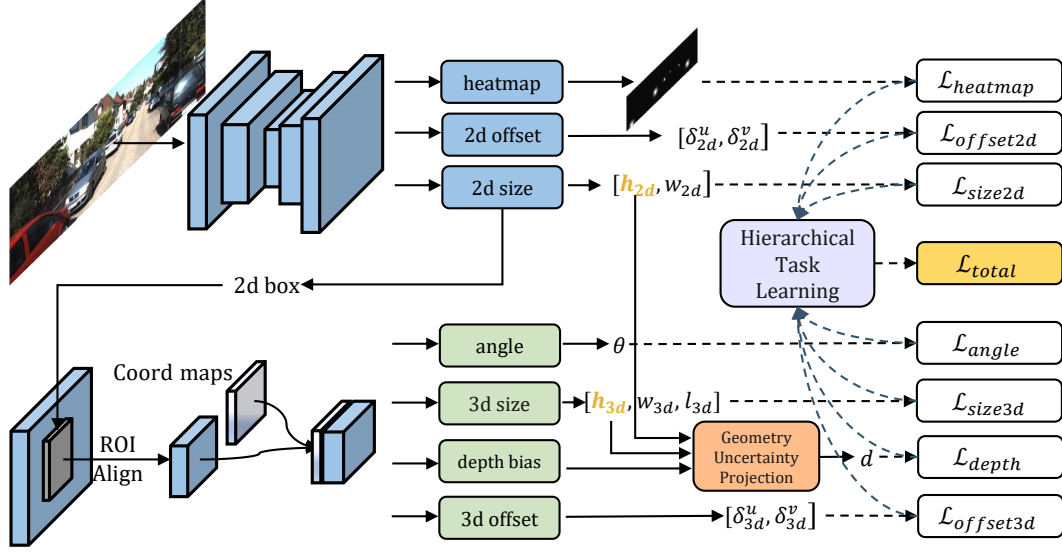 heatmap
ℒ_heatmap
2d offset
[δ^u_2d, δ^v_2d]
ℒ_offset2d
2d size
[h_2d, w_2d]
ℒ_size2d
Hierarchical
Task
Learning
ℒ_total
2d box
angle
θ
ℒ_angle
Coord maps
3d size
[h_3d, w_3d, l_3d]
ℒ_size3d
ROI
Align
depth bias
Geometry
Uncertainty
Projection
d
ℒ_depth
3d offset
[δ^u_3d, δ^v_3d]
ℒ_offset3d